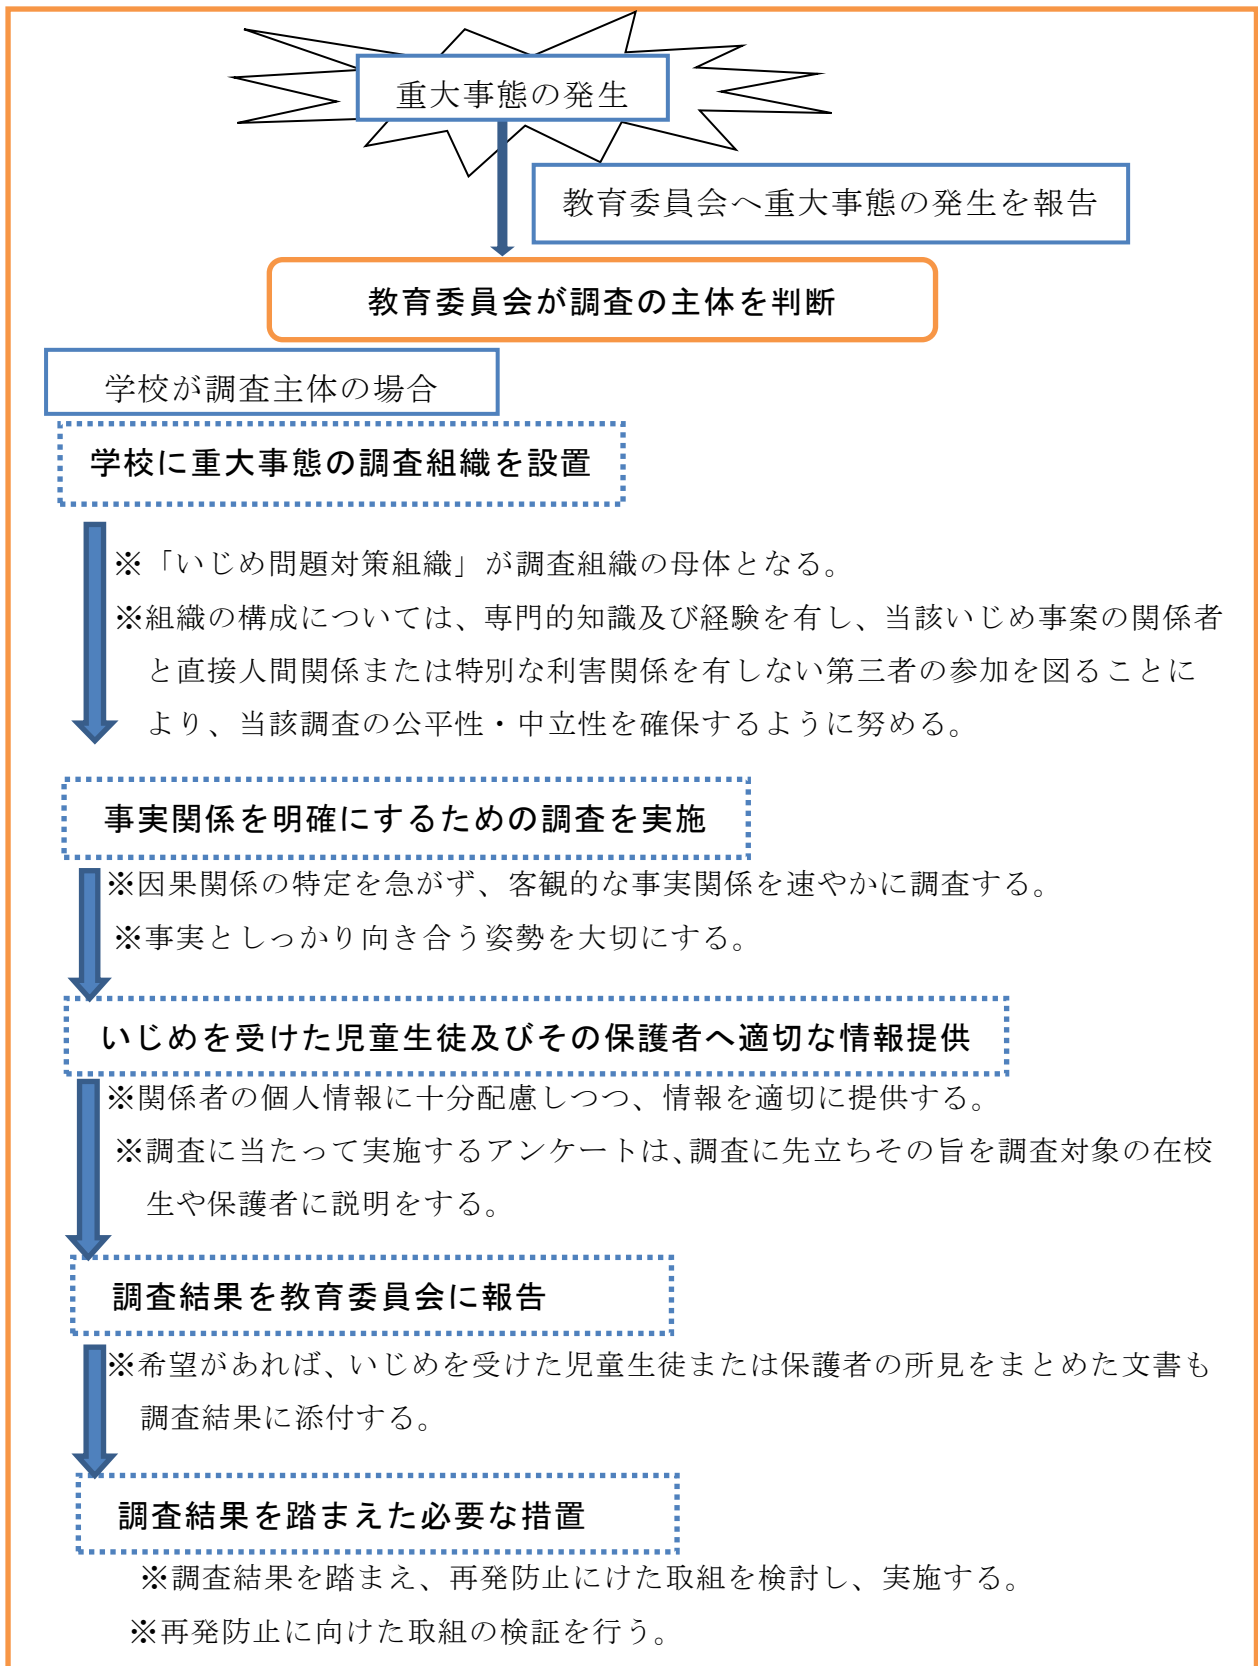 重大事態の発生
教育委員会へ重大事態の発生を報告
教育委員会が調査の主体を判断
学校が調査主体の場合
学校に重大事態の調査組織を設置
※「いじめ問題対策組織」が調査組織の母体となる。
※組織の構成については、専門的知識及び経験を有し、当該いじめ事案の関係者
と直接人間関係または特別な利害関係を有しない第三者の参加を図ることに
より、当該調査の公平性・中立性を確保するように努める。
事実関係を明確にするための調査を実施
※因果関係の特定を急がず、客観的な事実関係を速やかに調査する。
※事実としっかり向き合う姿勢を大切にする。
いじめを受けた児童生徒及びその保護者へ適切な情報提供
※関係者の個人情報に十分配慮しつつ、情報を適切に提供する。
※調査に当たって実施するアンケートは、調査に先立ちその旨を調査対象の在校
生や保護者に説明をする。
調査結果を教育委員会に報告
※希望があれば、いじめを受けた児童生徒または保護者の所見をまとめた文書も
調査結果に添付する。
調査結果を踏まえた必要な措置
※調査結果を踏まえ、再発防止にけた取組を検討し、実施する。
※再発防止に向けた取組の検証を行う。